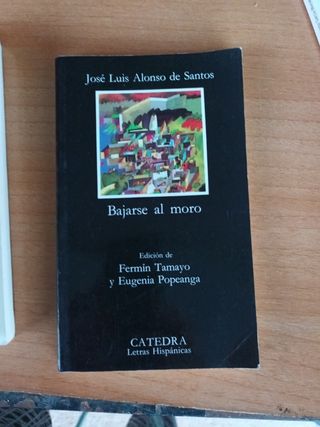 José Luis Alonso de Santos
Bajarse al moro
Edición de
Fermín Tamayo
y Eugenia Popeanga
CATEDRA
Letras Hispánicas